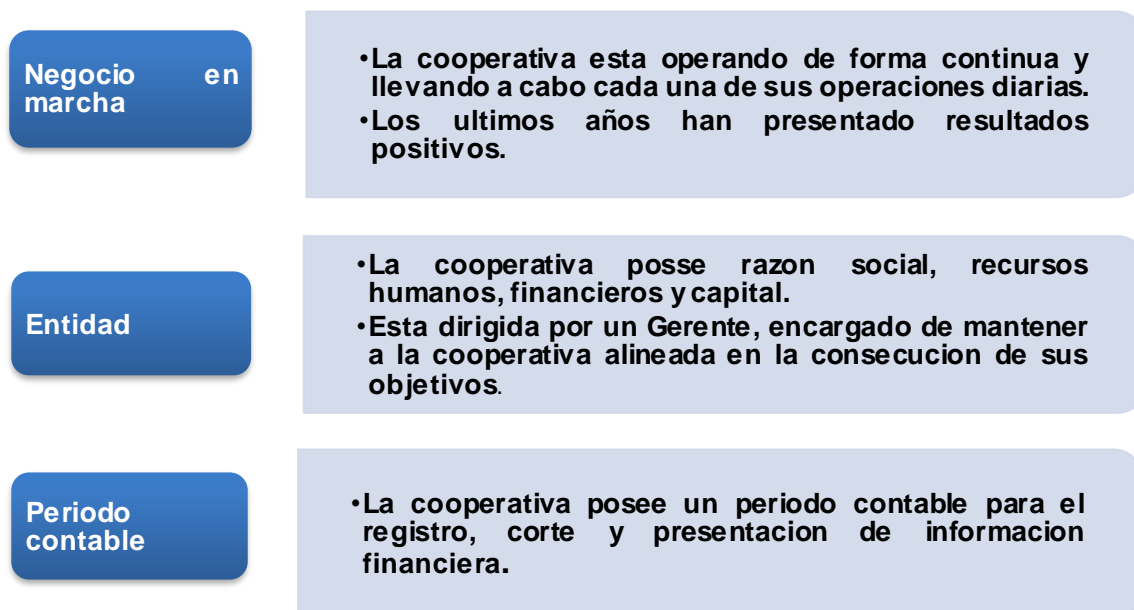 Negocio en
marcha
•La cooperativa esta operando de forma continua y
llevando a cabo cada una de sus operaciones diarias.
•Los ultimos años han presentado resultados
positivos.
Entidad
•La cooperativa posse razon social, recursos
humanos, financieros y capital.
•Esta dirigida por un Gerente, encargado de mantener
a la cooperativa alineada en la consecucion de sus
objetivos.
Periodo
contable
•La cooperativa posee un periodo contable para el
registro, corte y presentacion de informacion
financiera.